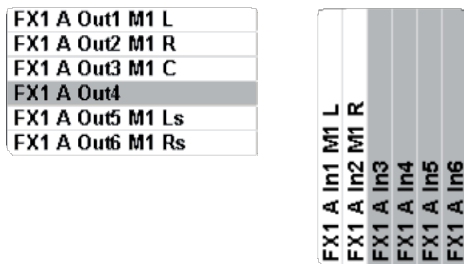 FX1 A Out1 M1 L
FX1 A Out2 M1 R
FX1 A Out3 M1 C
FX1 A Out4
FX1 A Out5 M1 Ls
FX1 A Out6 M1 Rs
FX1 A In1 M1 L
FX1 A In2 M1 R
FX1 A In3
FX1 A In4
FX1 A In5
FX1 A In6